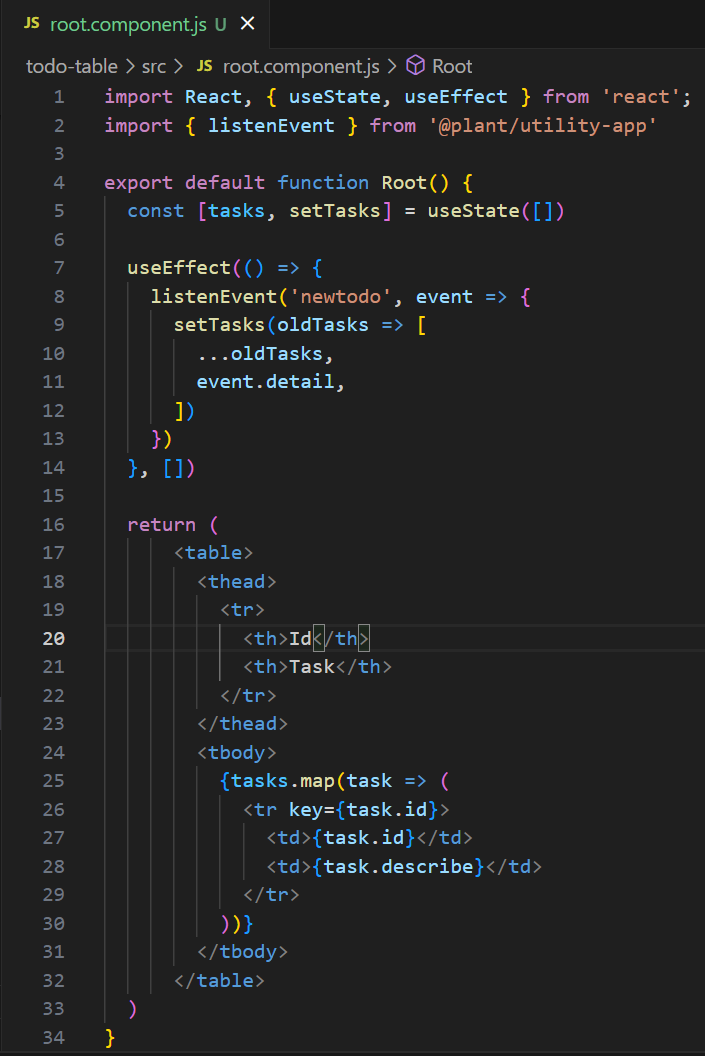 JS root.component.js U ×
todo-table > src > JS root.component.js > Root
1 import React, { useState, useEffect } from 'react';
2 import { listenEvent } from '@plant/utility-app'
3
4 export default function Root() {
5   const [tasks, setTasks] = useState([])
6
7   useEffect(() => {
8     listenEvent('newtodo', event => {
9       setTasks(oldTasks => [
10         ...oldTasks,
11         event.detail,
12       ])
13     })
14   }, [])
15
16   return (
17       <table>
18         <thead>
19           <tr>
20             <th>Id</th>
21             <th>Task</th>
22           </tr>
23         </thead>
24         <tbody>
25           {tasks.map(task => (
26             <tr key={task.id}>
27               <td>{task.id}</td>
28               <td>{task.describe}</td>
29             </tr>
30           ))}
31         </tbody>
32       </table>
33   )
34 }